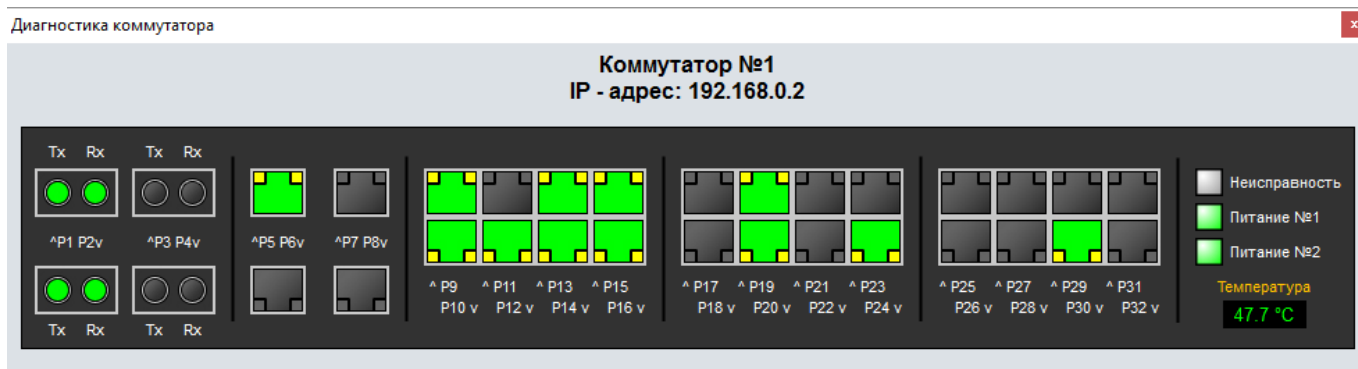 Диагностика коммутатора
x
Коммутатор №1
IP - адрес: 192.168.0.2
Tx Rx Tx Rx
Неисправность
Питание №1
^P1 P2v ^P3 P4v ^P5 P6v ^P7 P8v
Питание №2
^ P9 ^ P11 ^ P13 ^ P15 ^ P17 ^ P19 ^ P21 ^ P23 ^ P25 ^ P27 ^ P29 ^ P31
Температура
P10 v P12 v P14 v P16 v P18 v P20 v P22 v P24 v P26 v P28 v P30 v P32 v
47.7 °C
Tx Rx Tx Rx